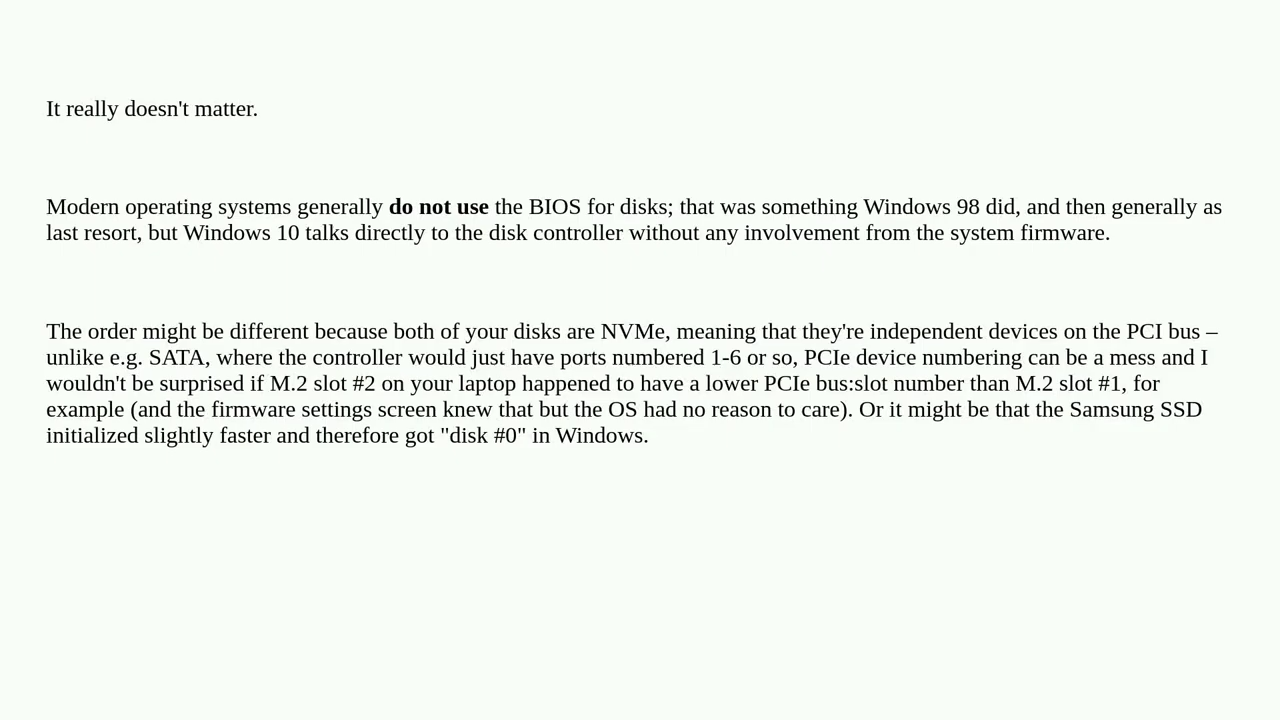 It really doesn't matter.
Modern operating systems generally do not use the BIOS for disks; that was something Windows 98 did, and then generally as
last resort, but Windows 10 talks directly to the disk controller without any involvement from the system firmware.
The order might be different because both of your disks are NVMe, meaning that they're independent devices on the PCI bus –
unlike e.g. SATA, where the controller would just have ports numbered 1-6 or so, PCIe device numbering can be a mess and I
wouldn't be surprised if M.2 slot #2 on your laptop happened to have a lower PCIe bus:slot number than M.2 slot #1, for
example (and the firmware settings screen knew that but the OS had no reason to care). Or it might be that the Samsung SSD
initialized slightly faster and therefore got "disk #0" in Windows.